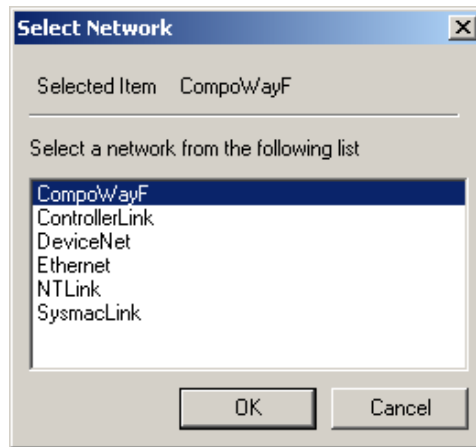 Select Network
Selected Item CompoWayF
Select a network from the following list
CompoWayF
ControllerLink
DeviceNet
Ethernet
NTLink
SysmacLink
OK Cancel